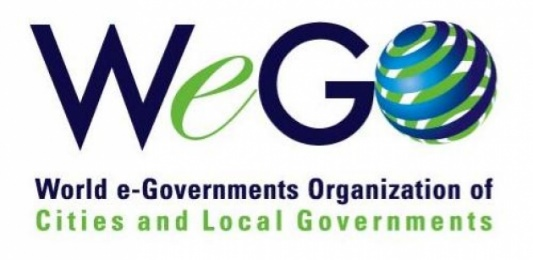 WeGO
World e-Governments Organization of
Cities and Local Governments